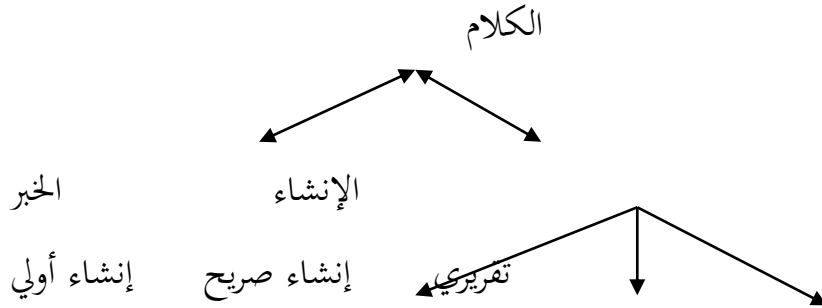 الكلام
الإنشاء الخبر
تقريري إنشاء صريح إنشاء أولي